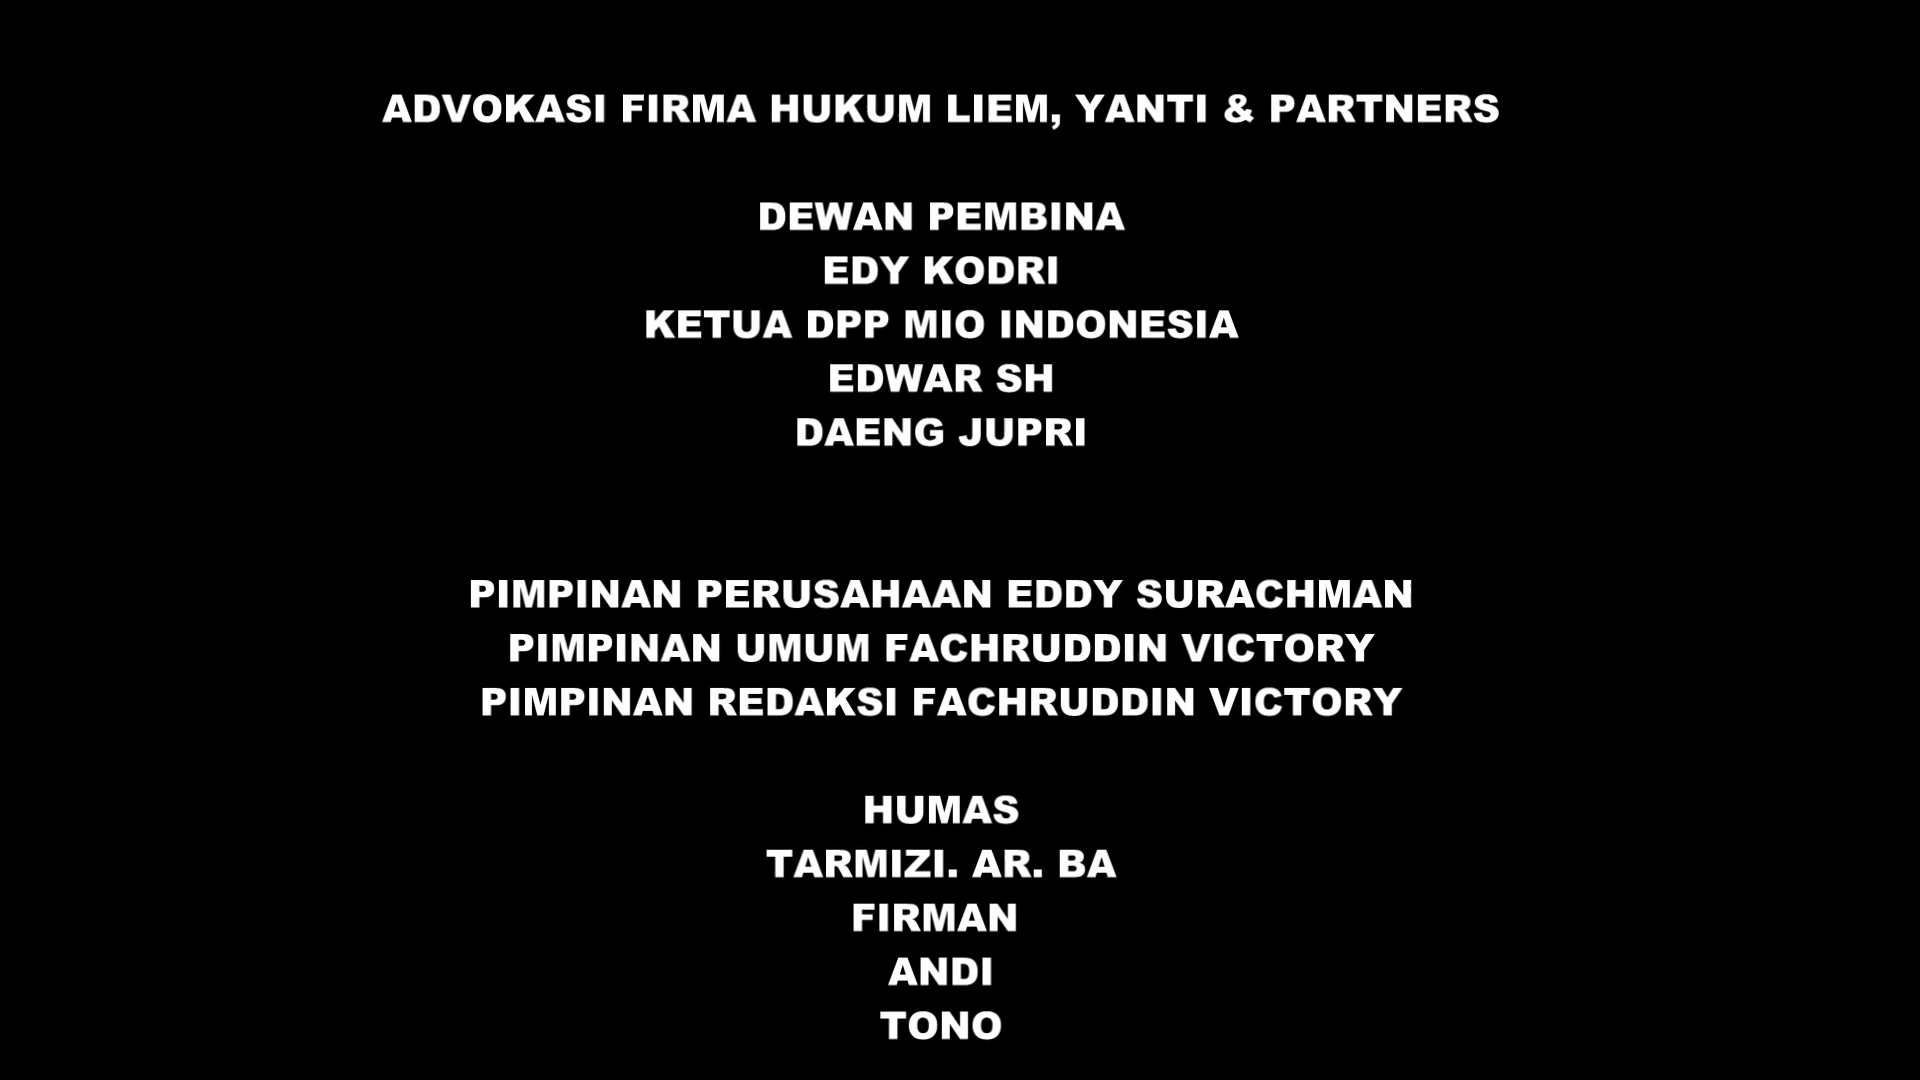 ADVOKASI FIRMA HUKUM LIEM, YANTI & PARTNERS
DEWAN PEMBINA
EDY KODRI
KETUA DPP MIO INDONESIA
EDWAR SH
DAENG JUPRI
PIMPINAN PERUSAHAAN EDDY SURACHMAN
PIMPINAN UMUM FACHRUDDIN VICTORY
PIMPINAN REDAKSI FACHRUDDIN VICTORY
HUMAS
TARMIZI. AR. BA
FIRMAN
ANDI
TONO